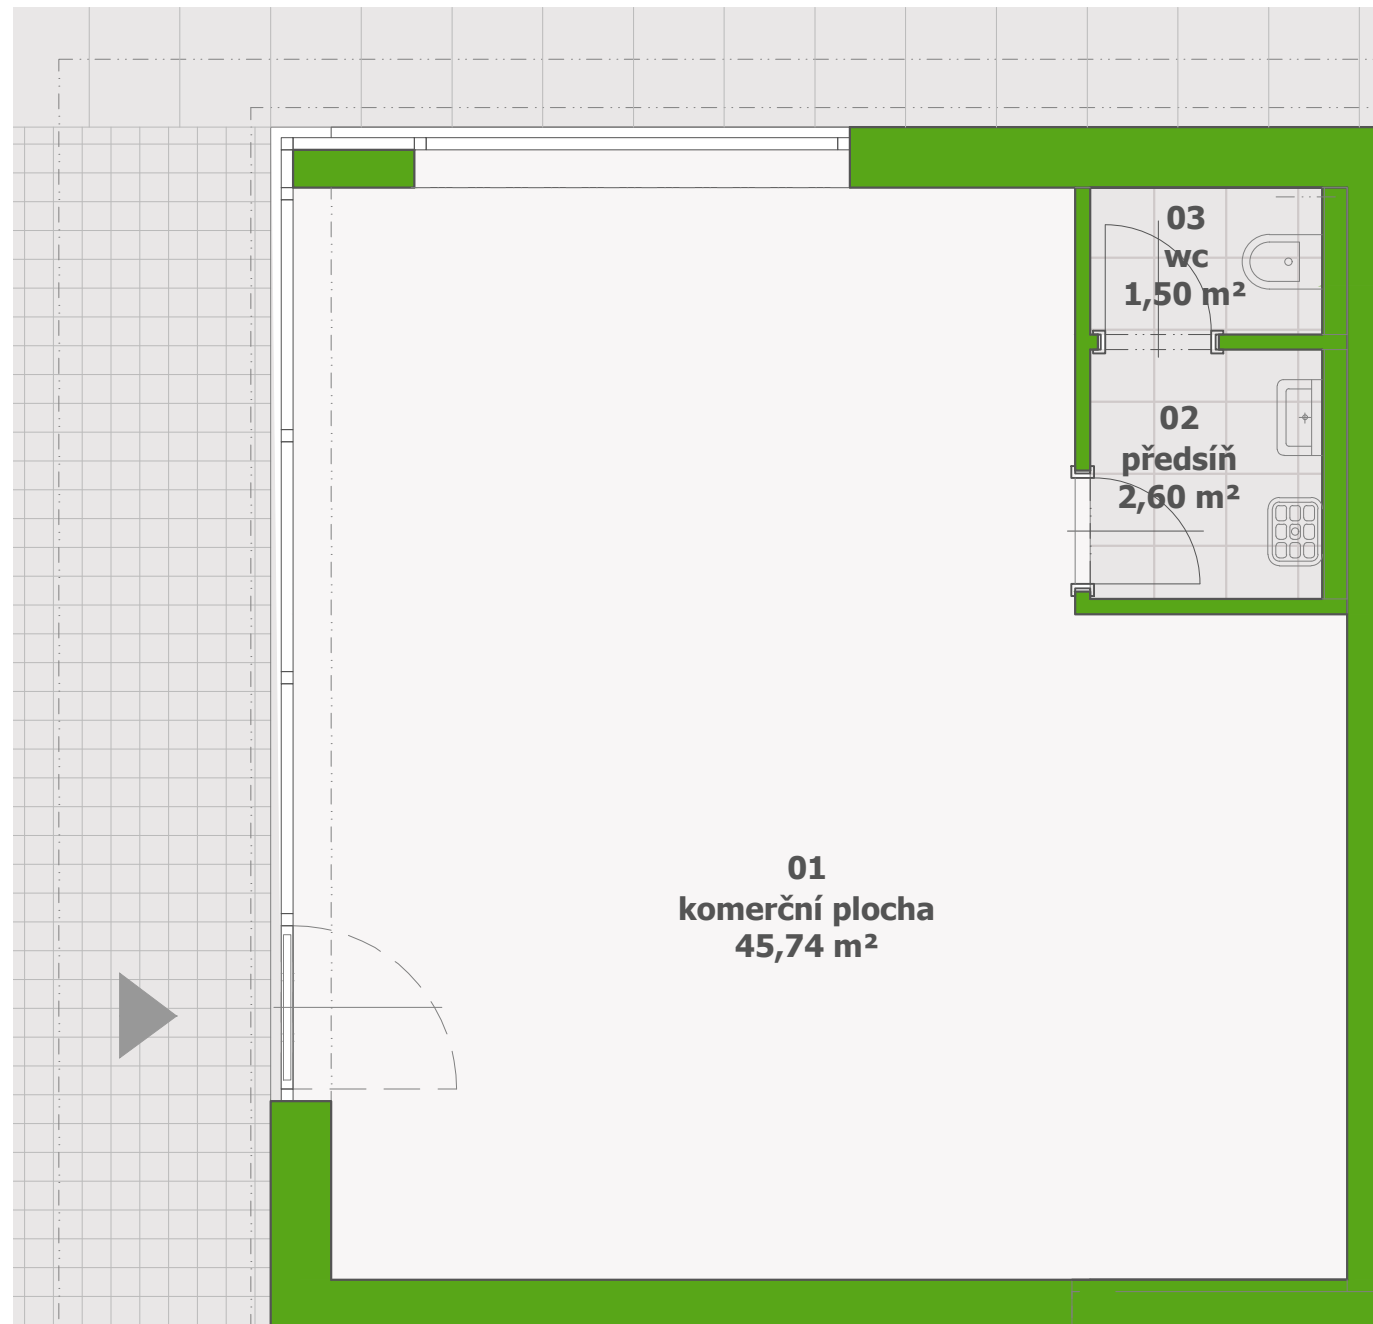 03
wc
1,50 m²
02
předsíň
2,60 m²
01
komerční plocha
45,74 m²